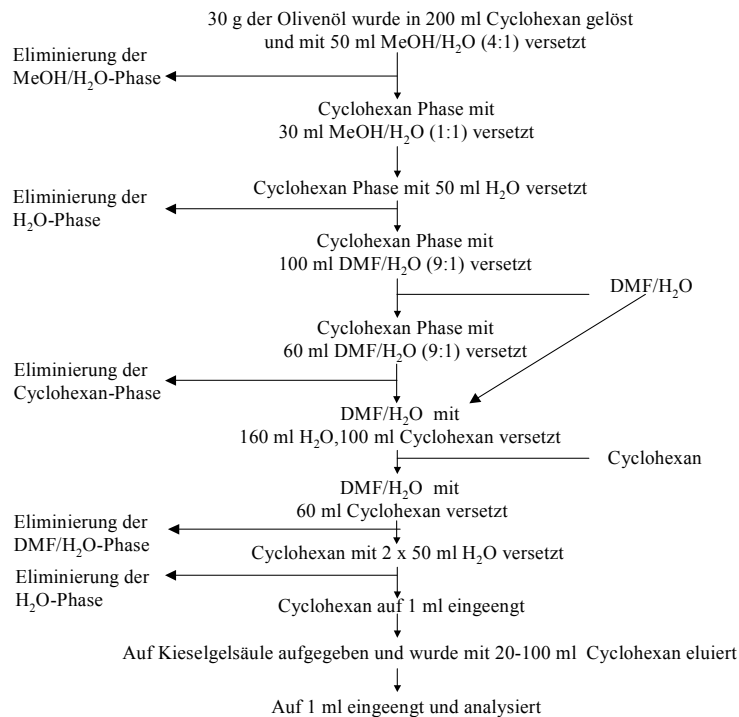 30 g der Olivenöl wurde in 200 ml Cyclohexan gelöst
und mit 50 ml MeOH/H₂O (4:1) versetzt
Eliminierung der
MeOH/H₂O-Phase
Cyclohexan Phase mit
30 ml MeOH/H₂O (1:1) versetzt
Cyclohexan Phase mit 50 ml H₂O versetzt
Eliminierung der
H₂O-Phase
Cyclohexan Phase mit
100 ml DMF/H₂O (9:1) versetzt
DMF/H₂O
Cyclohexan Phase mit
60 ml DMF/H₂O (9:1) versetzt
Eliminierung der
Cyclohexan-Phase
DMF/H₂O mit
160 ml H₂O,100 ml Cyclohexan versetzt
Cyclohexan
DMF/H₂O mit
60 ml Cyclohexan versetzt
Eliminierung der
DMF/H₂O-Phase
Cyclohexan mit 2 x 50 ml H₂O versetzt
Eliminierung der
H₂O-Phase
Cyclohexan auf 1 ml eingeengt
Auf Kieselgelsäule aufgegeben und wurde mit 20-100 ml Cyclohexan eluiert
Auf 1 ml eingeengt und analysiert